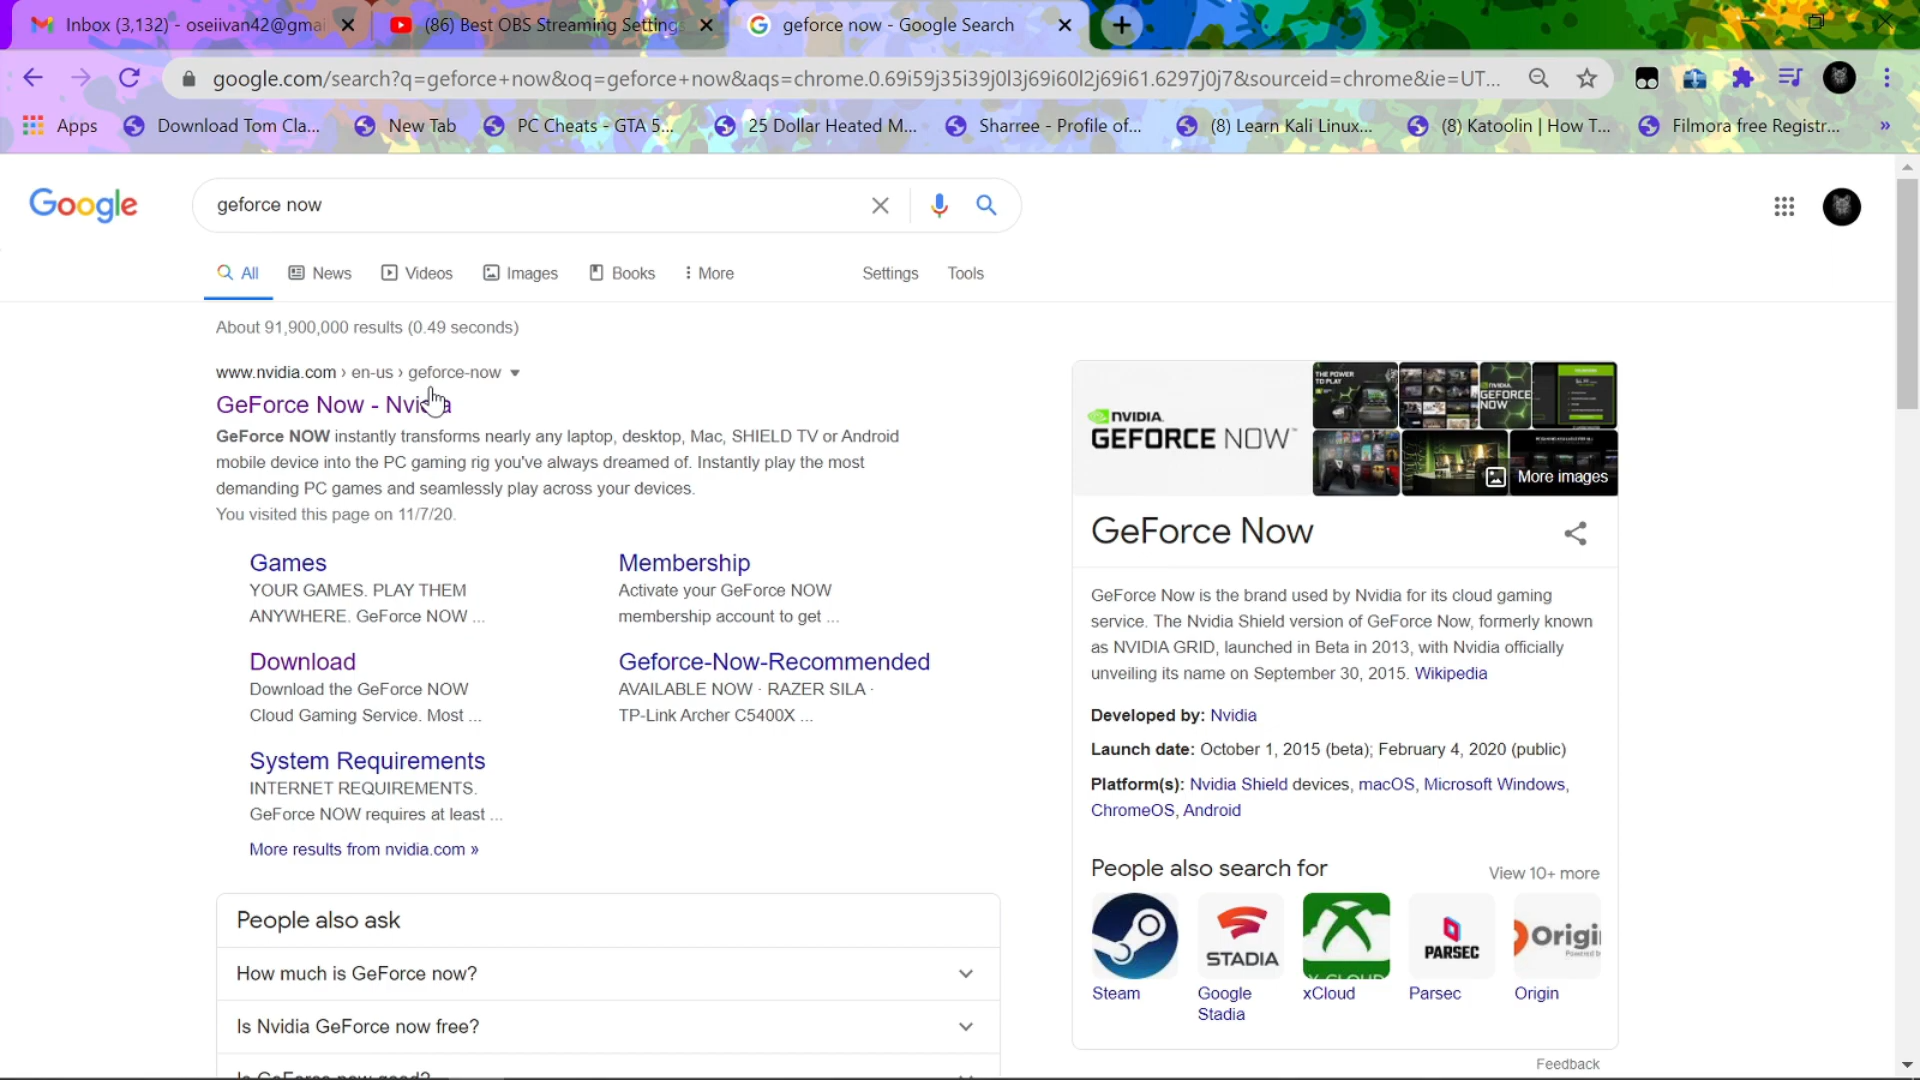 Inbox (3,132) - oseiivan42@gmai
(86) Best OBS Streaming Settings
geforce now - Google Search
google.com/search?q=geforce+now&oq=geforce+now&aqs=chrome.0.69i59j35i39j0l3j69i60l2j69i61.6297j0j7&sourceid=chrome&ie=UT...
Apps
Download Tom Cla...
New Tab
PC Cheats - GTA 5...
25 Dollar Heated M...
Sharree - Profile of...
(8) Learn Kali Linux...
(8) Katoolin | How T...
Filmora free Registr...
»
Google
geforce now
All
News
Videos
Images
Books
More
Settings
Tools
About 91,900,000 results (0.49 seconds)
www.nvidia.com › en-us › geforce-now
GeForce Now - Nvidia
GeForce NOW instantly transforms nearly any laptop, desktop, Mac, SHIELD TV or Android
mobile device into the PC gaming rig you've always dreamed of. Instantly play the most
demanding PC games and seamlessly play across your devices.
You visited this page on 11/7/20.
Games
YOUR GAMES. PLAY THEM
ANYWHERE. GeForce NOW ...
Membership
Activate your GeForce NOW
membership account to get ...
Download
Download the GeForce NOW
Cloud Gaming Service. Most ...
Geforce-Now-Recommended
AVAILABLE NOW · RAZER SILA ·
TP-Link Archer C5400X ...
System Requirements
INTERNET REQUIREMENTS.
GeForce NOW requires at least ...
More results from nvidia.com »
People also ask
How much is GeForce now?
Is Nvidia GeForce now free?
Is GeForce now good?
NVIDIA.
GEFORCE NOW™
THE POWER
TO PLAY
NVIDIA
GEFORCE
NOW
More images
GeForce Now
GeForce Now is the brand used by Nvidia for its cloud gaming
service. The Nvidia Shield version of GeForce Now, formerly known
as NVIDIA GRID, launched in Beta in 2013, with Nvidia officially
unveiling its name on September 30, 2015. Wikipedia
Developed by: Nvidia
Launch date: October 1, 2015 (beta); February 4, 2020 (public)
Platform(s): Nvidia Shield devices, macOS, Microsoft Windows,
ChromeOS, Android
People also search for
View 10+ more
STADIA
X CLOUD
PARSEC
Origi
Steam
Google
Stadia
xCloud
Parsec
Origin
Feedback